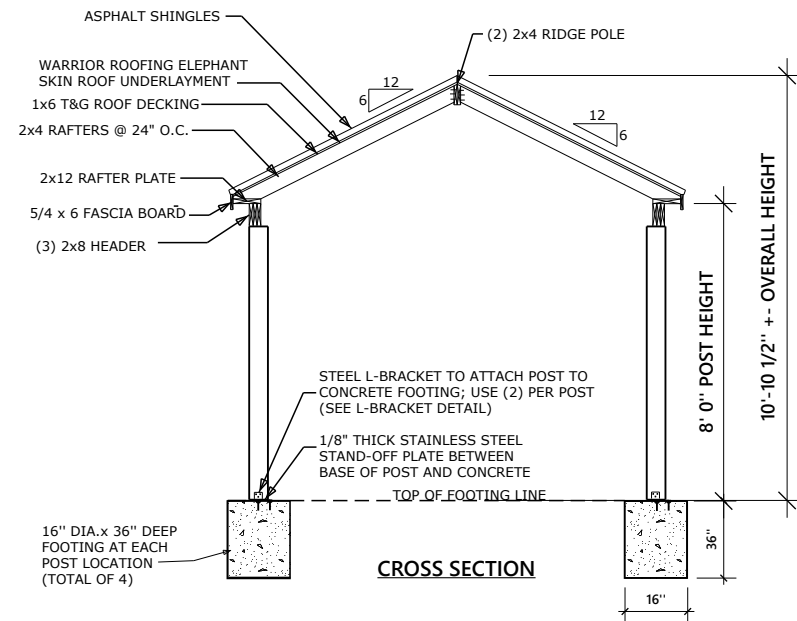 ASPHALT SHINGLES
(2) 2x4 RIDGE POLE
WARRIOR ROOFING ELEPHANT
SKIN ROOF UNDERLAYMENT
12
6
1x6 T&G ROOF DECKING
12
6
2x4 RAFTERS @ 24" O.C.
2x12 RAFTER PLATE
5/4 x 6 FASCIA BOARD
(3) 2x8 HEADER
8' 0" POST HEIGHT
10'-10 1/2" +- OVERALL HEIGHT
STEEL L-BRACKET TO ATTACH POST TO
CONCRETE FOOTING; USE (2) PER POST
(SEE L-BRACKET DETAIL)
1/8" THICK STAINLESS STEEL
STAND-OFF PLATE BETWEEN
BASE OF POST AND CONCRETE
TOP OF FOOTING LINE
16" DIA.x 36" DEEP
FOOTING AT EACH
POST LOCATION
(TOTAL OF 4)
36"
CROSS SECTION
16"